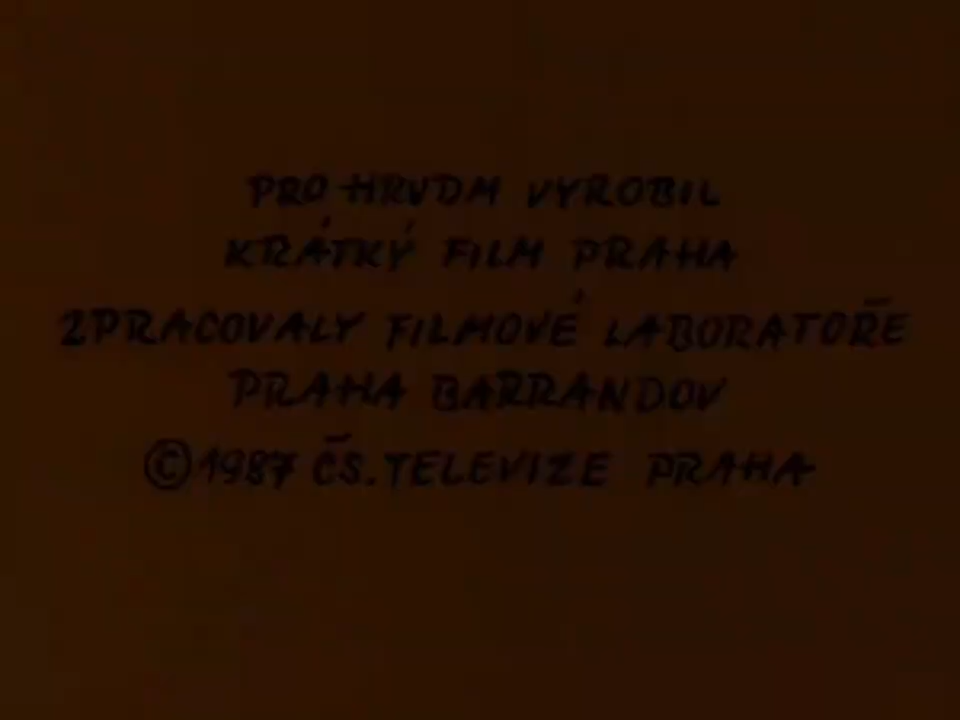 PRO HRVDM VYROBIL
KRÁTKÝ FILM PRAHA
ZPRACOVALY FILMOVÉ LABORATOŘE
PRAHA BARRANDOV
©1987 ČS. TELEVIZE PRAHA